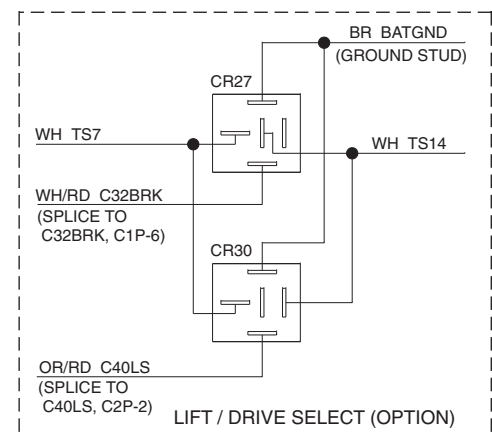 BR BATGND
(GROUND STUD)
CR27
WH TS7
WH TS14
WH/RD C32BRK
(SPLICE TO
C32BRK, C1P-6)
CR30
OR/RD C40LS
(SPLICE TO
C40LS, C2P-2)
LIFT / DRIVE SELECT (OPTION)